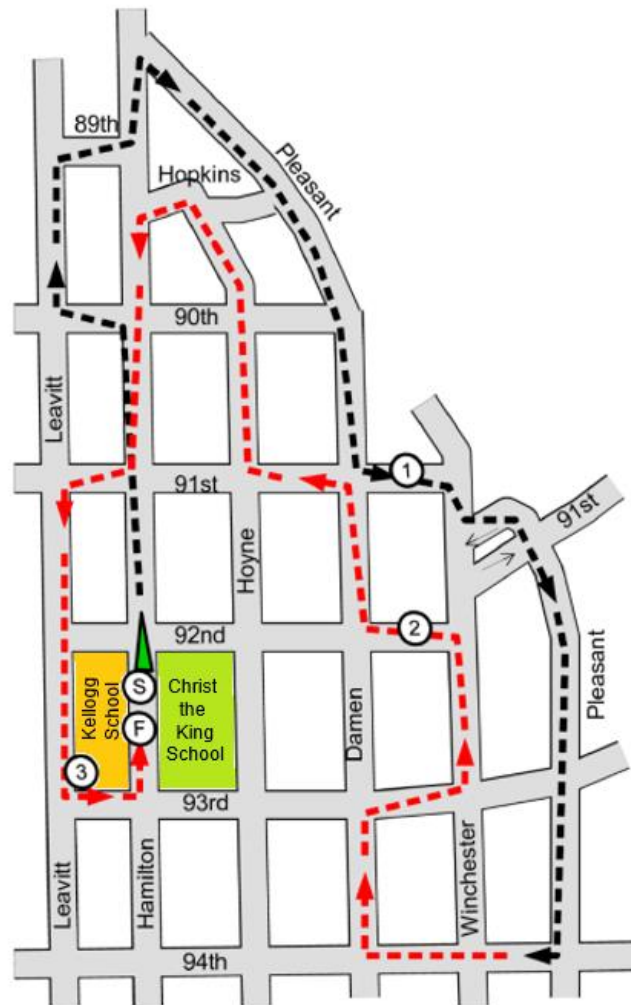 89th
Pleasant
Hopkins
90th
Leavitt
1
91st
91st
Hoyne
92nd
2
S
Kellogg
School
Christ
the
King
School
F
Damen
Pleasant
3
93rd
Leavitt
Hamilton
Winchester
94th